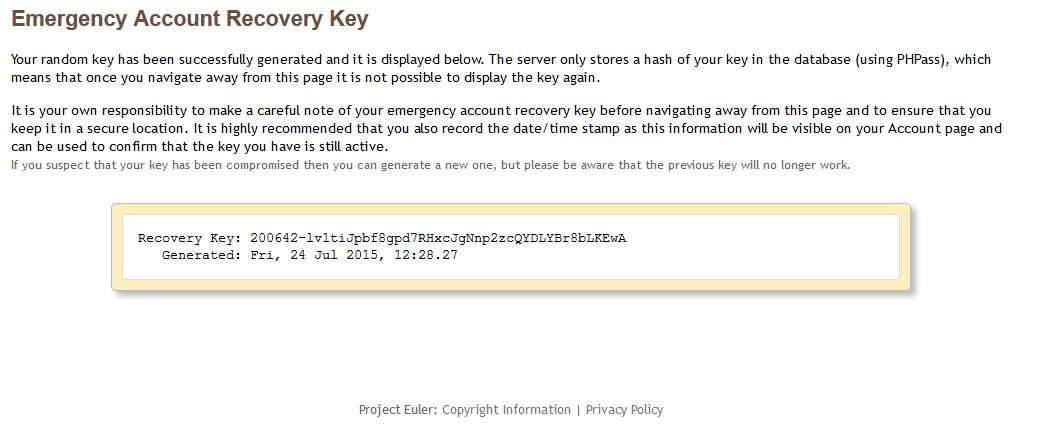 Emergency Account Recovery Key
Your random key has been successfully generated and it is displayed below. The server only stores a hash of your key in the database (using PHPass), which
means that once you navigate away from this page it is not possible to display the key again.
It is your own responsibility to make a careful note of your emergency account recovery key before navigating away from this page and to ensure that you
keep it in a secure location. It is highly recommended that you also record the date/time stamp as this information will be visible on your Account page and
can be used to confirm that the key you have is still active.
If you suspect that your key has been compromised then you can generate a new one, but please be aware that the previous key will no longer work.
Recovery Key: 200642-lv1tiJpbf8gpd7RHxcJgNnp2zcQYDLYBr8bLKEwA
Generated: Fri, 24 Jul 2015, 12:28.27
Project Euler: Copyright Information | Privacy Policy